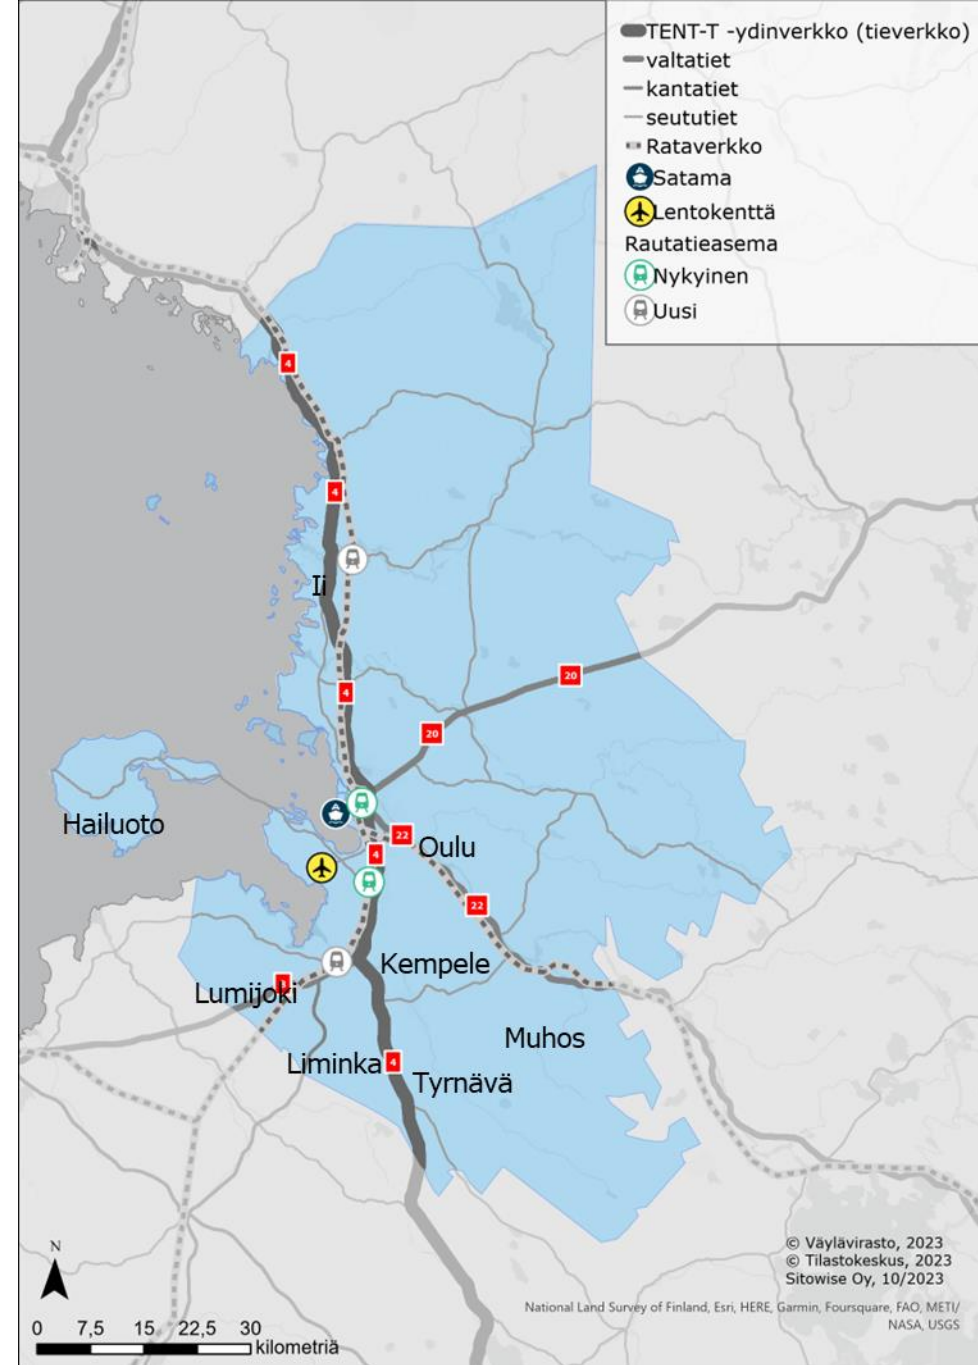 TENT-T -ydinverkko (tieverkko)
valtatiet
kantatiet
seututiet
Rataverkko
Satama
Lentokenttä
Rautatieasema
Nykyinen
Uusi
4
4
Ii
20
4
20
Hailuoto
22
Oulu
4
22
Kempele
Lumijoki
Muhos
Liminka
4
Tyrnävä
© Väylävirasto, 2023
© Tilastokeskus, 2023
Sitowise Oy, 10/2023
N
National Land Survey of Finland, Esri, HERE, Garmin, Foursquare, FAO, METI/
NASA, USGS
0 7,5 15 22,5 30
kilometriä